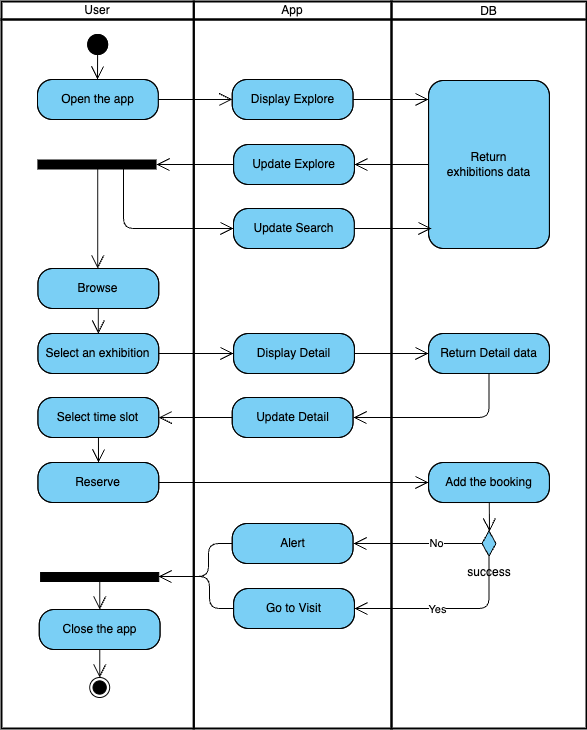 User
App
DB
Open the app
Display Explore
Return
exhibitions data
Update Explore
Update Search
Browse
Select an exhibition
Display Detail
Return Detail data
Select time slot
Update Detail
Reserve
Add the booking
Alert
No
success
Go to Visit
Yes
Close the app